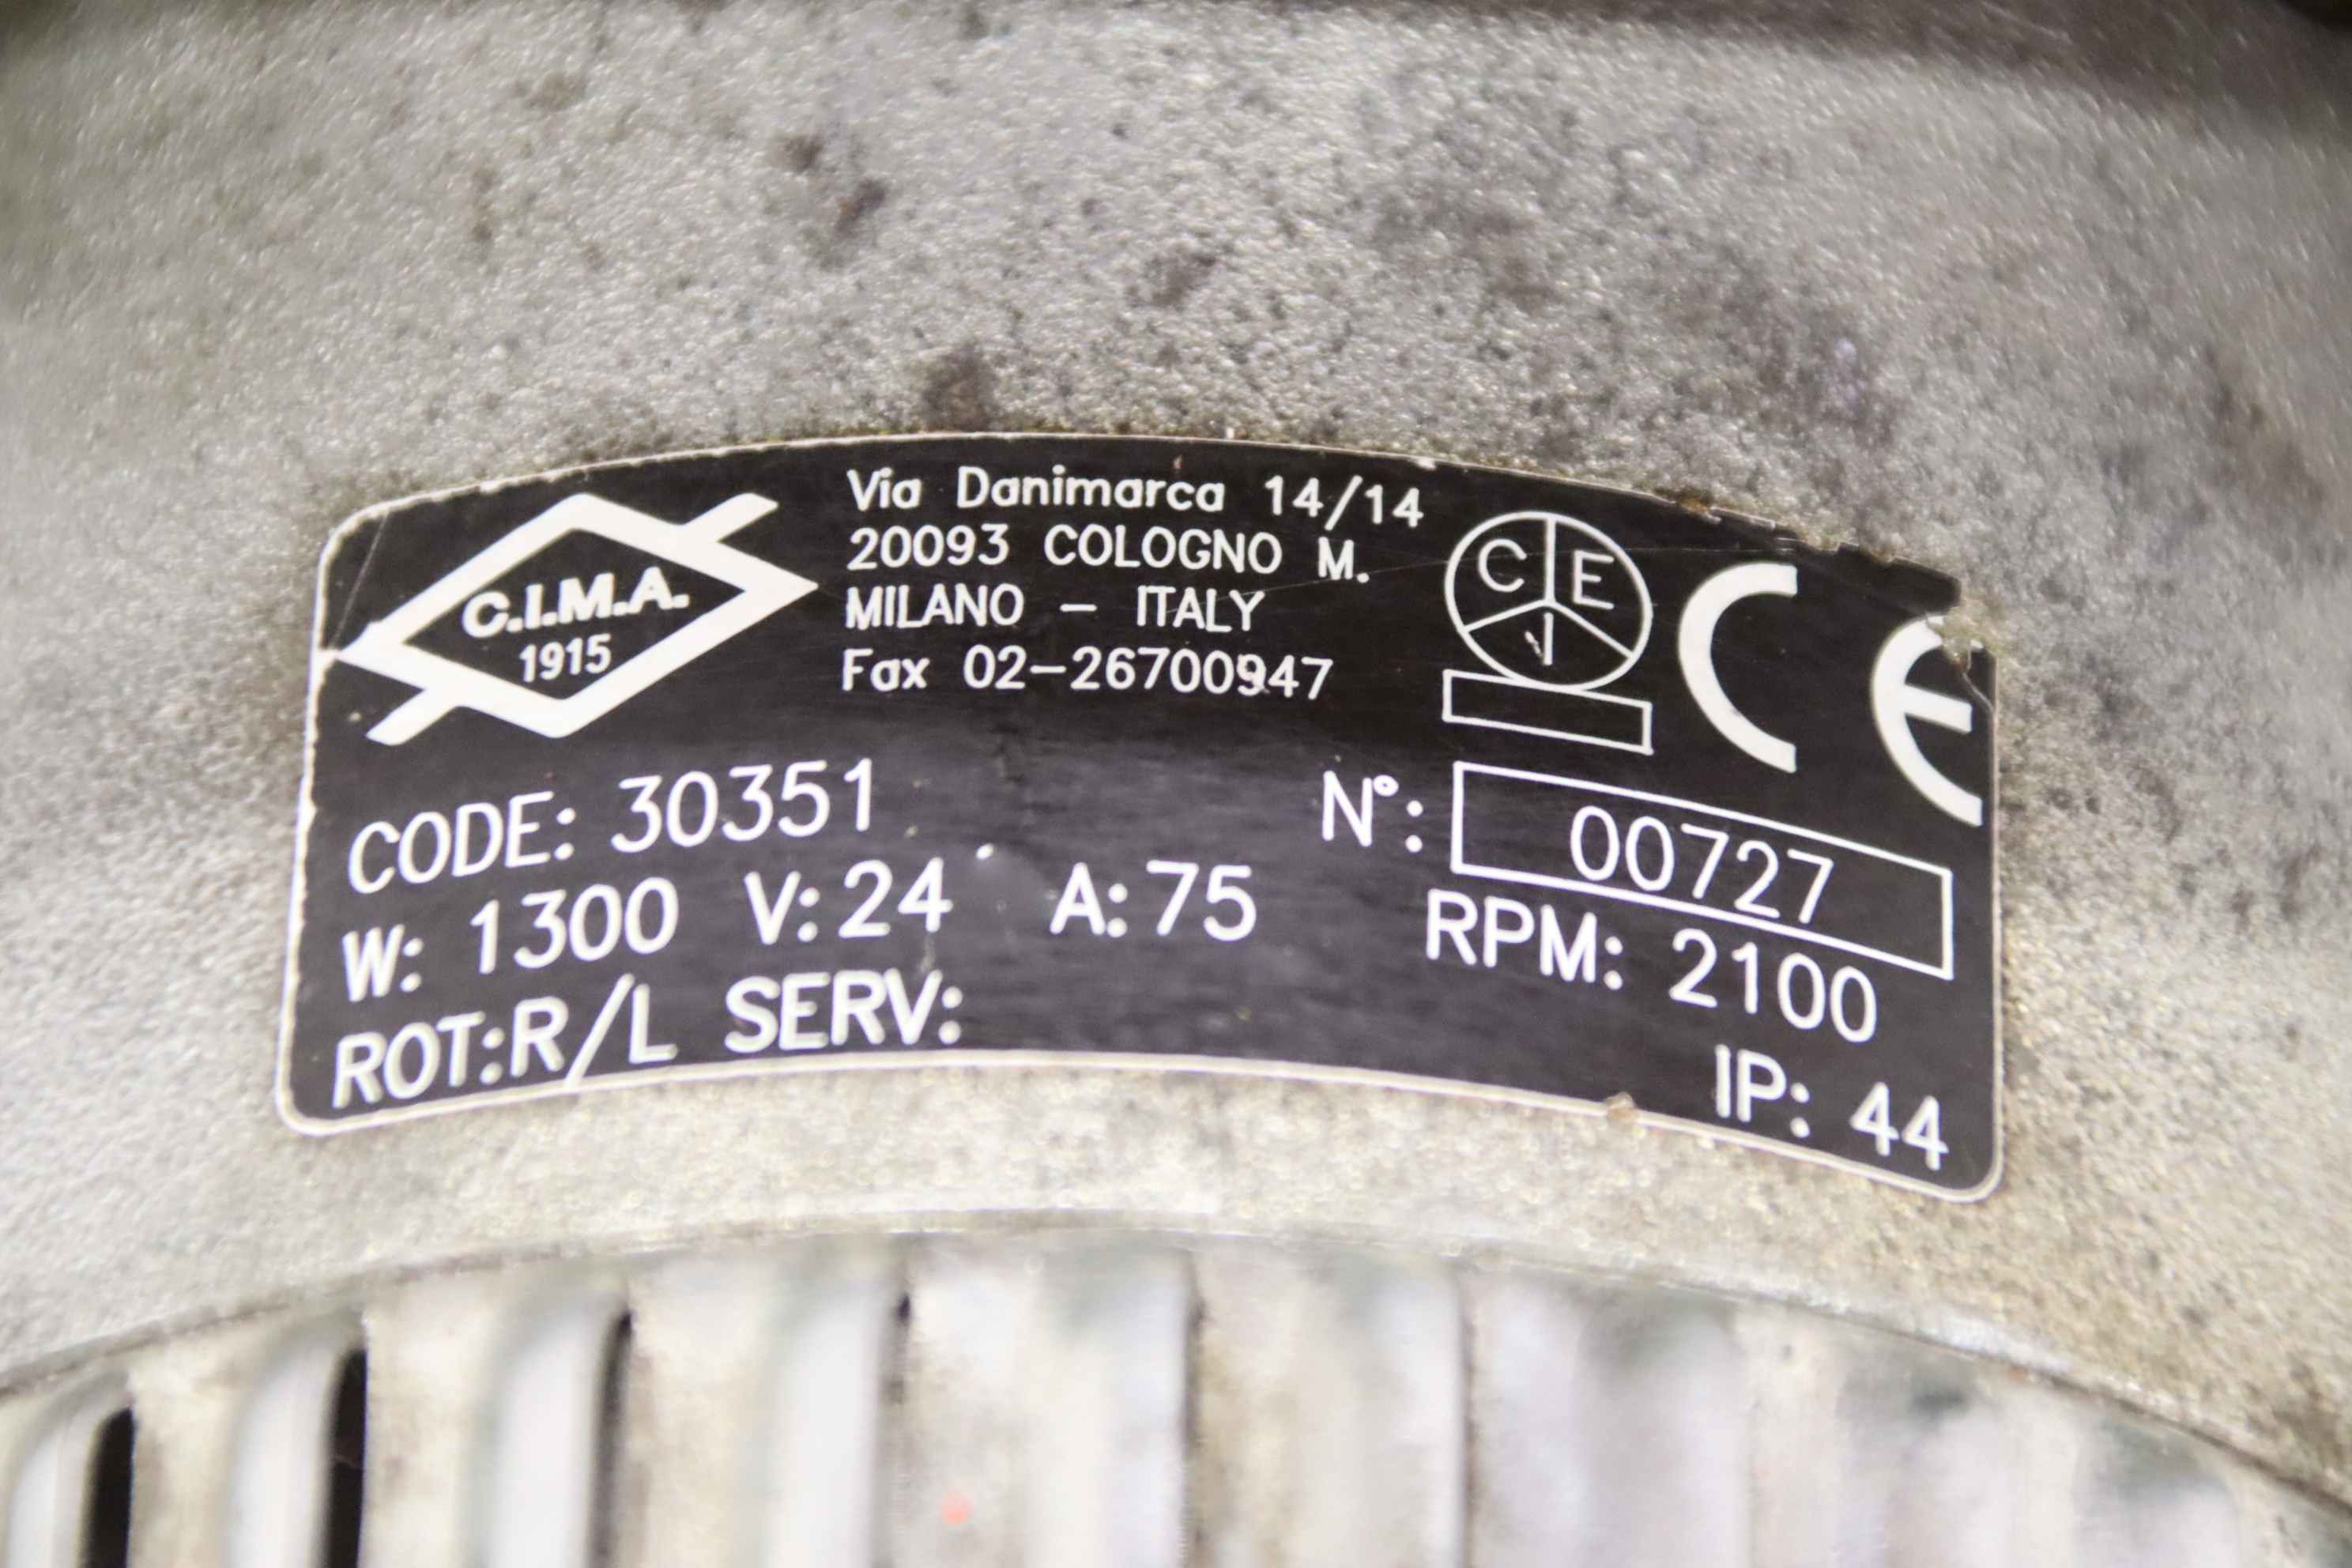 C.I.M.A.
1915
Via Danimarca 14/14
20093 COLOGNO M.
MILANO - ITALY
Fax 02-26700947
C E I
CE
CODE: 30351
N°: 00727
W: 1300 V: 24 A: 75
RPM: 2100
ROT:R/L SERV:
IP: 44